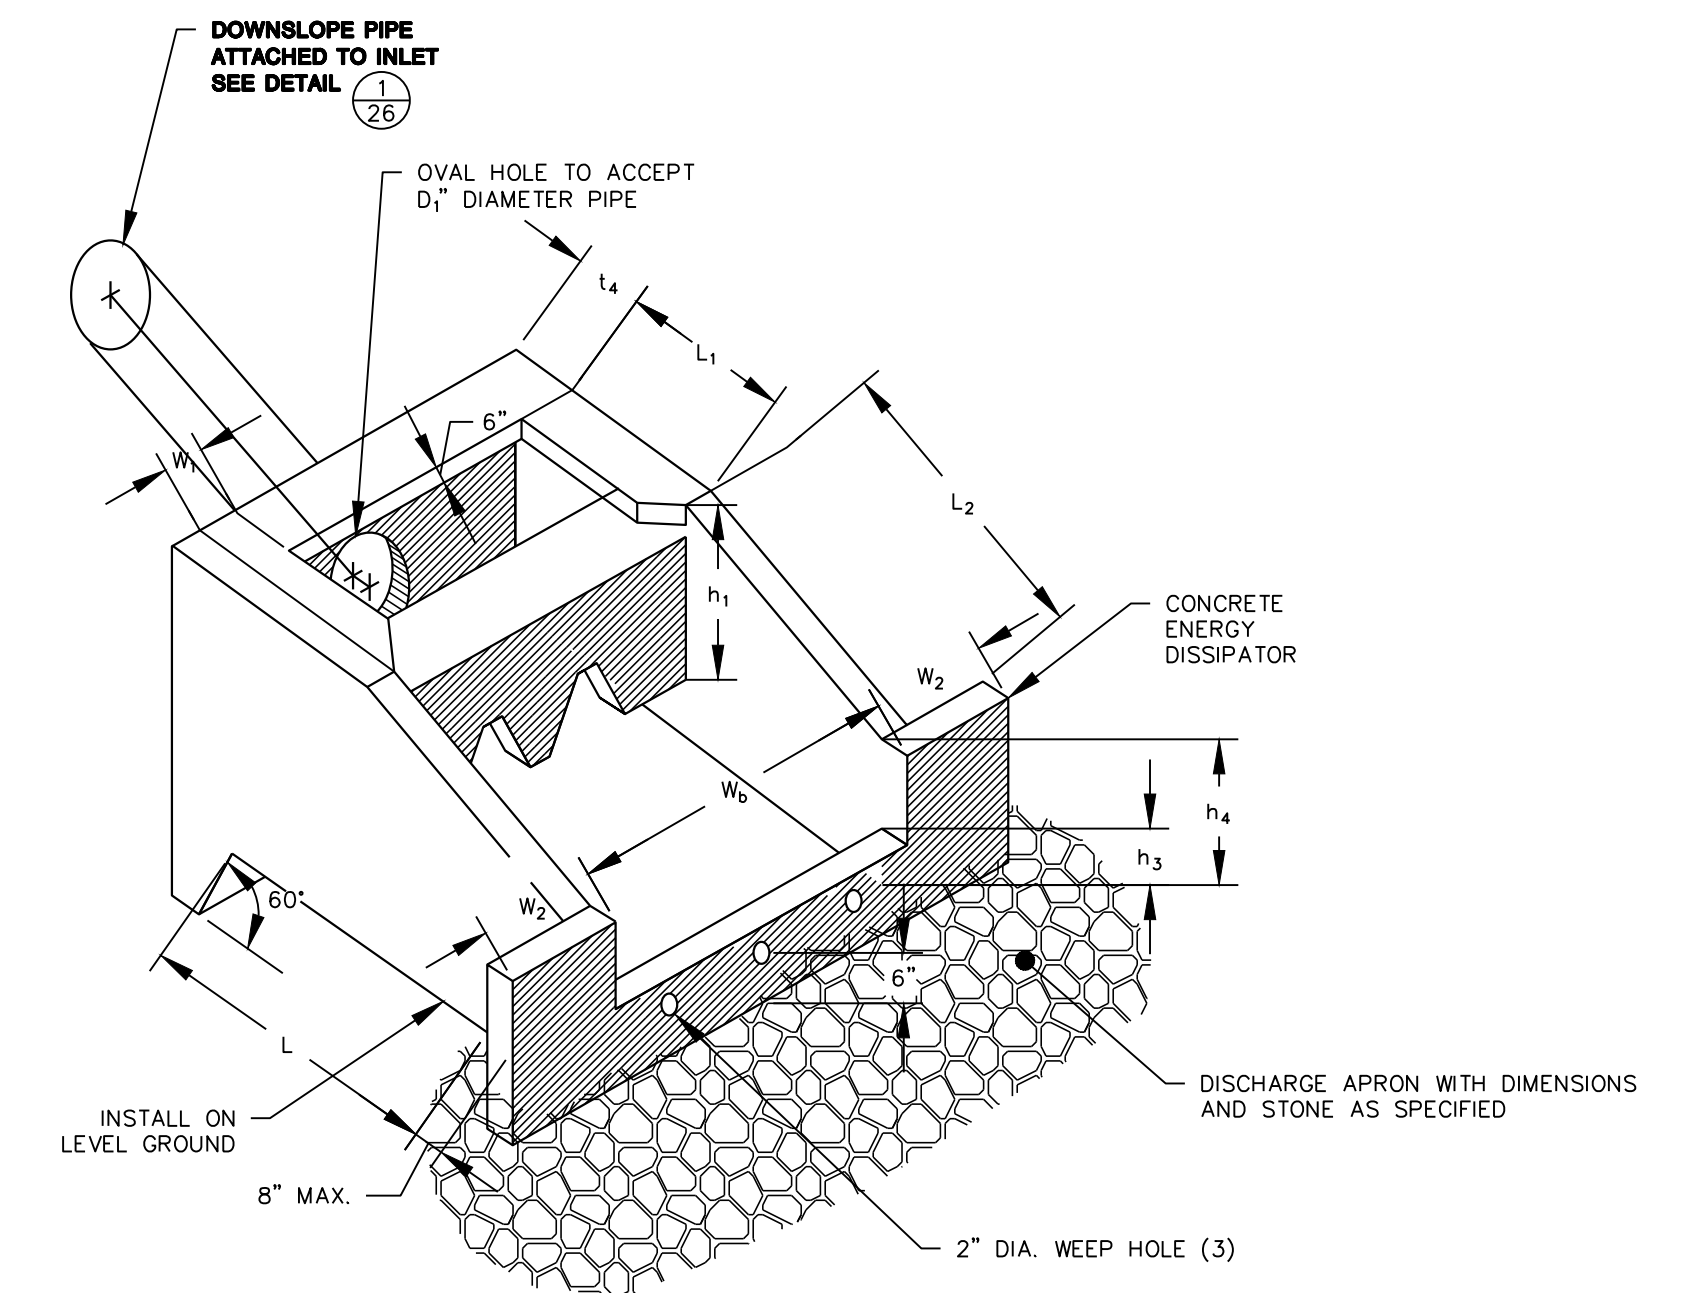 DOWNSLOPE PIPE
ATTACHED TO INLET
SEE DETAIL
1
26
OVAL HOLE TO ACCEPT
D₁” DIAMETER PIPE
t₄
L₁
6”
W₁
L₂
h₁
CONCRETE
ENERGY
DISSIPATOR
W₂
W_b
h₄
h₃
60°
W₂
6”
L
DISCHARGE APRON WITH DIMENSIONS
AND STONE AS SPECIFIED
INSTALL ON
LEVEL GROUND
8” MAX.
2” DIA. WEEP HOLE (3)